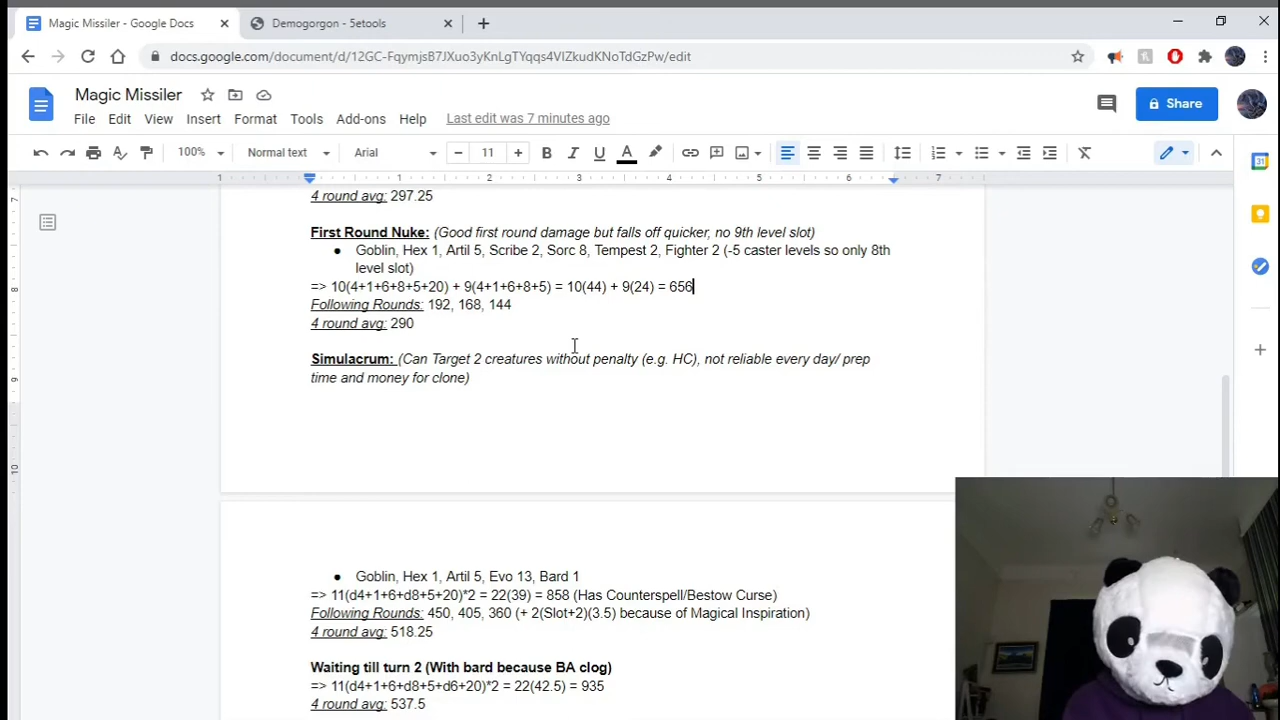 Magic Missiler - Google Docs
Demogorgon - 5etools
docs.google.com/document/d/12GC-FqymjsB7JXuo3yKnLgTYqqs4VIZkudKNoTdGzPw/edit
Magic Missiler
File Edit View Insert Format Tools Add-ons Help Last edit was 7 minutes ago
Share
100% Normal text Arial 11 B I U A
1 1 2 3 4 5 6 7
4 round avg: 297.25
First Round Nuke: (Good first round damage but falls off quicker, no 9th level slot)
● Goblin, Hex 1, Artil 5, Scribe 2, Sorc 8, Tempest 2, Fighter 2 (-5 caster levels so only 8th
level slot)
=> 10(4+1+6+8+5+20) + 9(4+1+6+8+5) = 10(44) + 9(24) = 656
Following Rounds: 192, 168, 144
4 round avg: 290
Simulacrum: (Can Target 2 creatures without penalty (e.g. HC), not reliable every day/ prep
time and money for clone)
● Goblin, Hex 1, Artil 5, Evo 13, Bard 1
=> 11(d4+1+6+d8+5+20)*2 = 22(39) = 858 (Has Counterspell/Bestow Curse)
Following Rounds: 450, 405, 360 (+ 2(Slot+2)(3.5) because of Magical Inspiration)
4 round avg: 518.25
Waiting till turn 2 (With bard because BA clog)
=> 11(d4+1+6+d8+5+d6+20)*2 = 22(42.5) = 935
4 round avg: 537.5